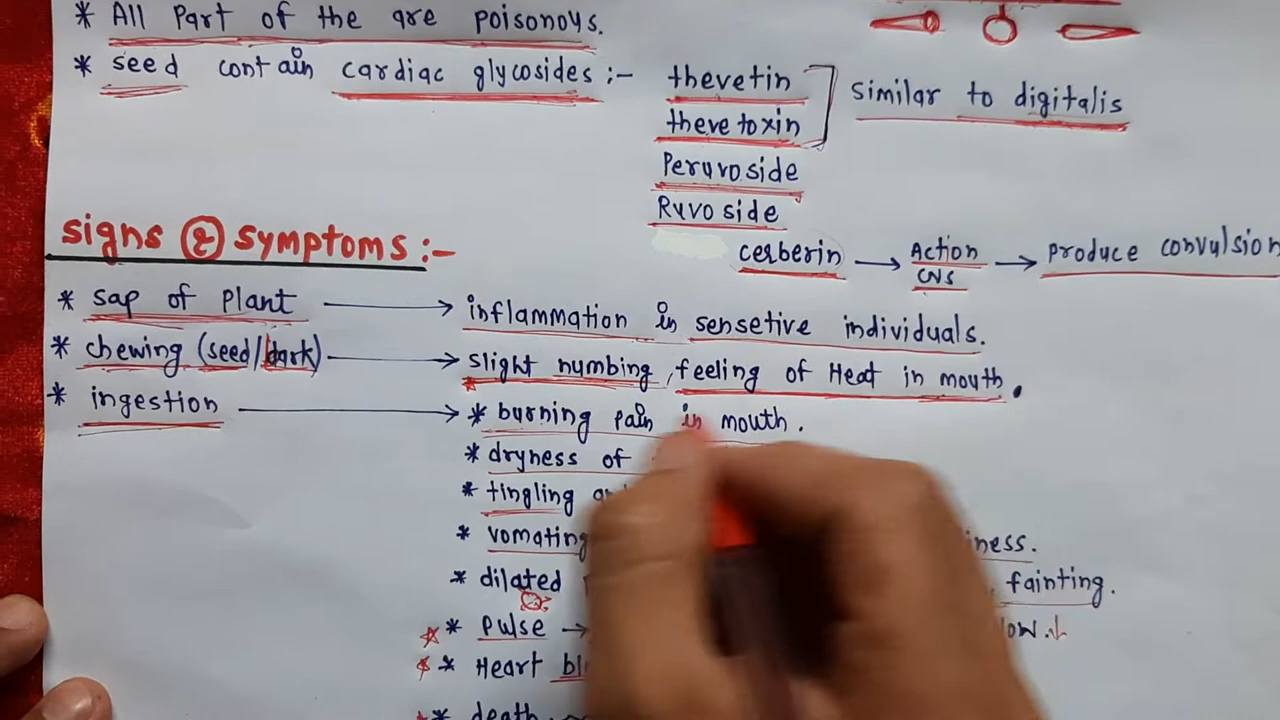 * All Part of the are poisonous.
* seed contain cardiac glycosides :-
thevetin
thevetoxin
similar to digitalis
Peruvoside
Ruvoside
cerberin → Action CNS → Produce convulsion
signs & symptoms :-
* sap of Plant → inflammation in sensetive individuals.
* chewing (seed/bark) → slight numbing, feeling of Heat in mouth.
* ingestion → * burning pain in mouth.
* dryness of
* tingling
* vomating
* dilated fainting.
* Pulse →
* Heart
* death